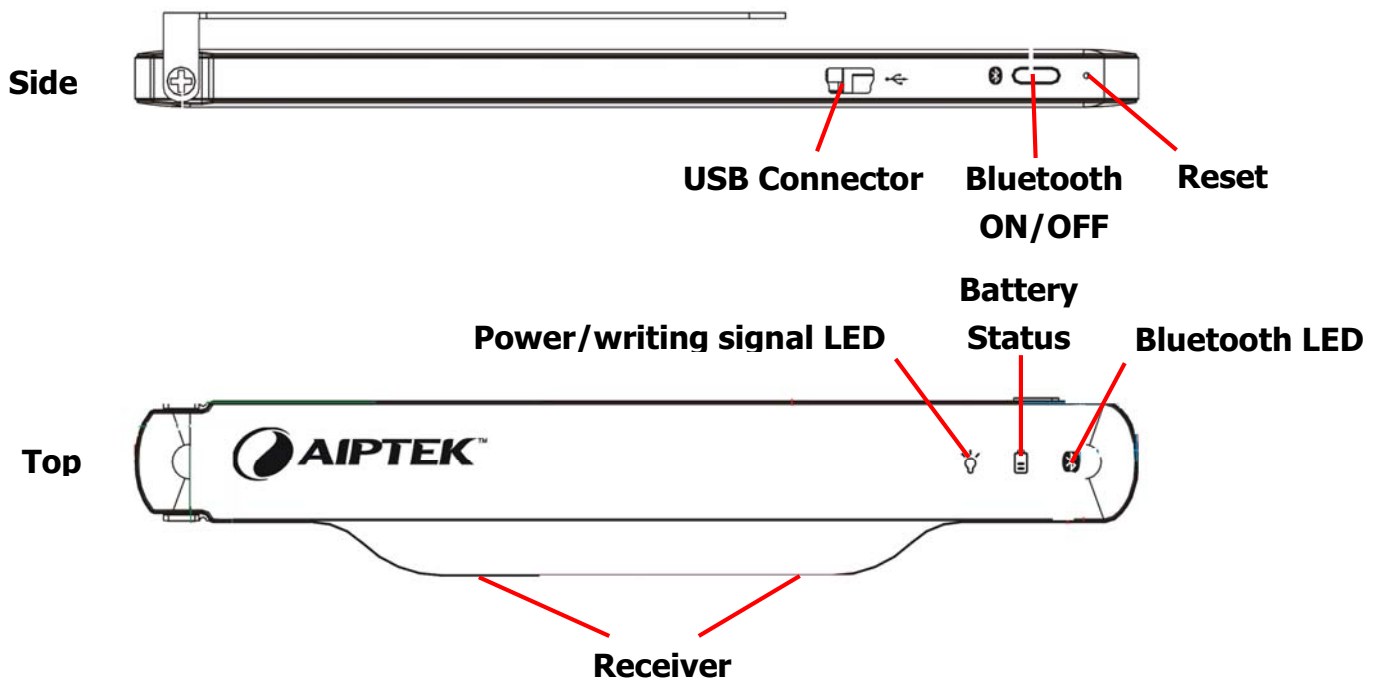 Side
USB Connector
Bluetooth
ON/OFF
Reset
Battery
Status
Power/writing signal LED
Bluetooth LED
AIPTEK™
Top
Receiver